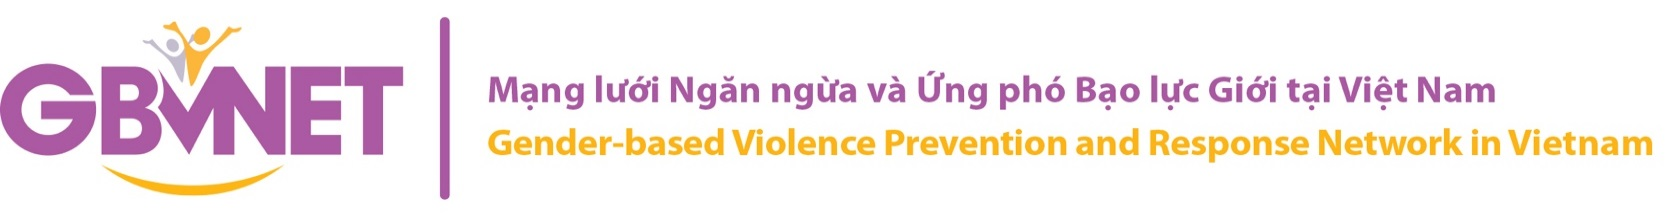 GBVNET
Mạng lưới Ngăn ngừa và Ứng phó Bạo lực Giới tại Việt Nam
Gender-based Violence Prevention and Response Network in Vietnam